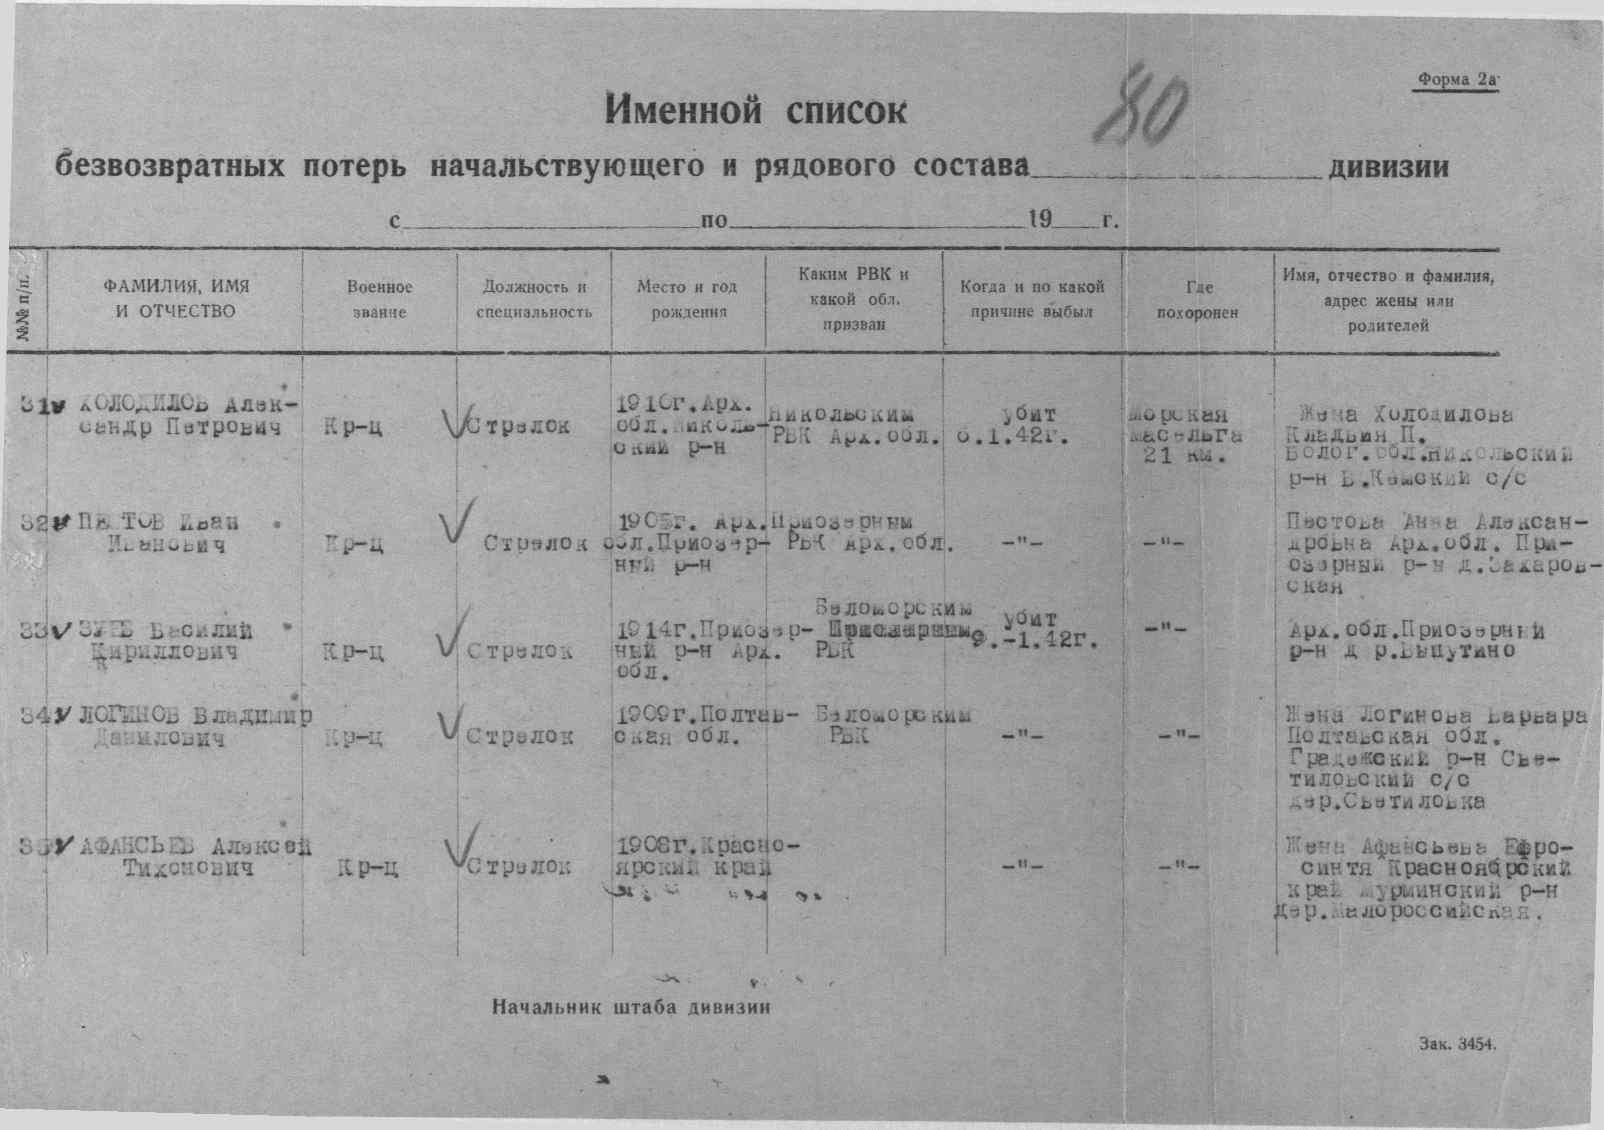 Форма 2а
80
Именной список
безвозвратных потерь начальствующего и рядового состава дивизии
с по 19 г.
№№ п/п.
ФАМИЛИЯ, ИМЯ
И ОТЧЕСТВО
Военное
звание
Должность и
специальность
Место и год
рождения
Каким РВК и
какой обл.
призван
Когда и по какой
причине выбыл
Где
похоронен
Имя, отчество и фамилия,
адрес жены или
родителей
31 ХОЛОДИЛОВ Алек-
сандр Петрович
Кр-ц
Стрелок
1910г.Арх.
обл.Николь-
ский р-н
Никольским
РВК Арх.обл.
убит
6.1.42г.
Морская
масельга
21 км.
Жена Холодилова
Клавдия П.
Волог.обл.Никольский
р-н В.Кемский с/с
32 ПЕСТОВ Иван
Иванович
Кр-ц
Стрелок
1905г. Арх.
обл.Приозер-
ный р-н
Приозерным
РВК Арх.обл.
-"-
-"-
Пестова Анна Алексан-
дровна Арх.обл. При-
озерный р-н д.Захаров-
ская
33 ЗУЕВ Василий
Кириллович
Кр-ц
Стрелок
1914г.Приозер-
ный р-н Арх.
обл.
Беломорским
Приозерным
РВК
убит
9.-1.42г.
-"-
Арх.обл.Приозерный
р-н д р.Выпутино
34 ЛОГИНОВ Владимир
Данилович
Кр-ц
Стрелок
1909г.Полтав-
ская обл.
Беломорским
РВК
-"-
-"-
Жена Логинова Варвара
Полтавская обл.
Градежский р-н Све-
тиловский с/с
дер.Светиловка
35 АФАНСЬЕВ Алексей
Тихонович
Кр-ц
Стрелок
1908г.Красно-
ярский край
-"-
-"-
Жена Афансьева Ефро-
синтя Красноярский
край Мурминский р-н
дер.Малороссийская.
Начальник штаба дивизии
Зак. 3454.